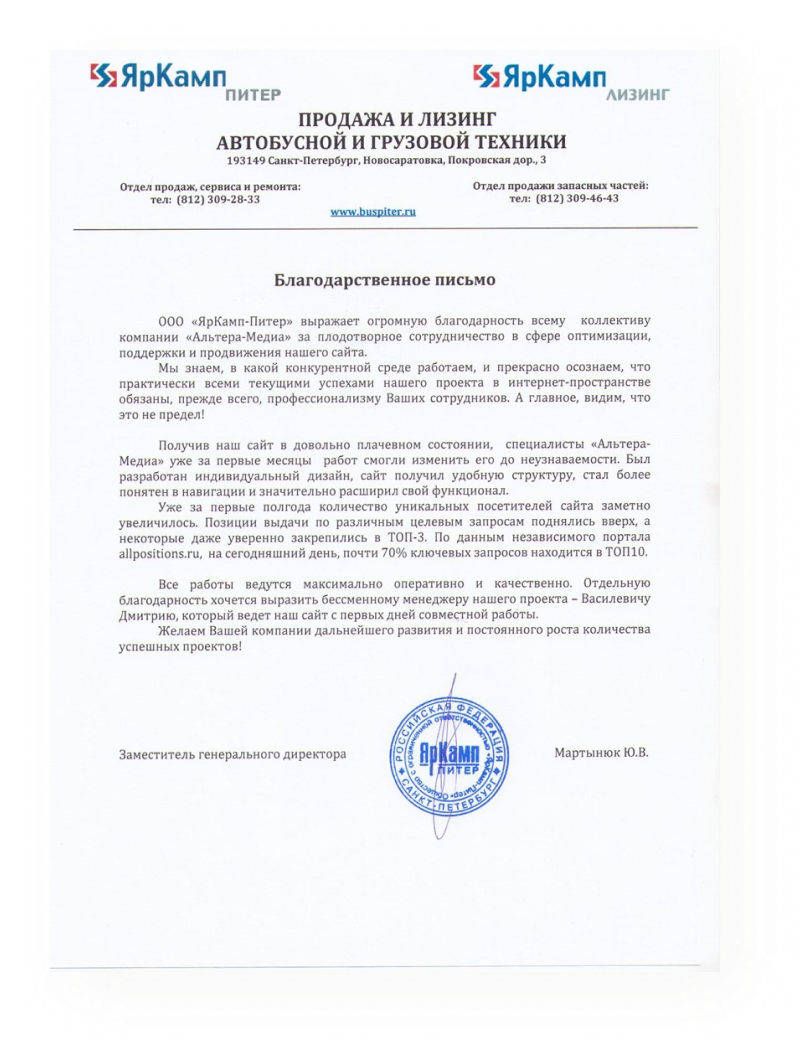 ЯрКамп ПИТЕР
ЯрКамп ЛИЗИНГ
ПРОДАЖА И ЛИЗИНГ
АВТОБУСНОЙ И ГРУЗОВОЙ ТЕХНИКИ
193149 Санкт-Петербург, Новосаратовка, Покровская дор., 3
Отдел продаж, сервиса и ремонта:
тел: (812) 309-28-33
Отдел продажи запасных частей:
тел: (812) 309-46-43
www.buspiter.ru
Благодарственное письмо
ООО «ЯрКамп-Питер» выражает огромную благодарность всему коллективу
компании «Альтера-Медиа» за плодотворное сотрудничество в сфере оптимизации,
поддержки и продвижения нашего сайта.
Мы знаем, в какой конкурентной среде работаем, и прекрасно осознаем, что
практически всеми текущими успехами нашего проекта в интернет-пространстве
обязаны, прежде всего, профессионализму Ваших сотрудников. А главное, видим, что
это не предел!
Получив наш сайт в довольно плачевном состоянии, специалисты «Альтера-
Медиа» уже за первые месяцы работ смогли изменить его до неузнаваемости. Был
разработан индивидуальный дизайн, сайт получил удобную структуру, стал более
понятен в навигации и значительно расширил свой функционал.
Уже за первые полгода количество уникальных посетителей сайта заметно
увеличилось. Позиции выдачи по различным целевым запросам поднялись вверх, а
некоторые даже уверенно закрепились в ТОП-3. По данным независимого портала
allpositions.ru, на сегодняшний день, почти 70% ключевых запросов находится в ТОП10.
Все работы ведутся максимально оперативно и качественно. Отдельную
благодарность хочется выразить бессменному менеджеру нашего проекта – Василевичу
Дмитрию, который ведет наш сайт с первых дней совместной работы.
Желаем Вашей компании дальнейшего развития и постоянного роста количества
успешных проектов!
Заместитель генерального директора
РОССИЙСКАЯ ФЕДЕРАЦИЯ
САНКТ-ПЕТЕРБУРГ
Общество с ограниченной ответственностью «ЯрКамп-Питер»
ЯрКамп
ПИТЕР
Мартынюк Ю.В.